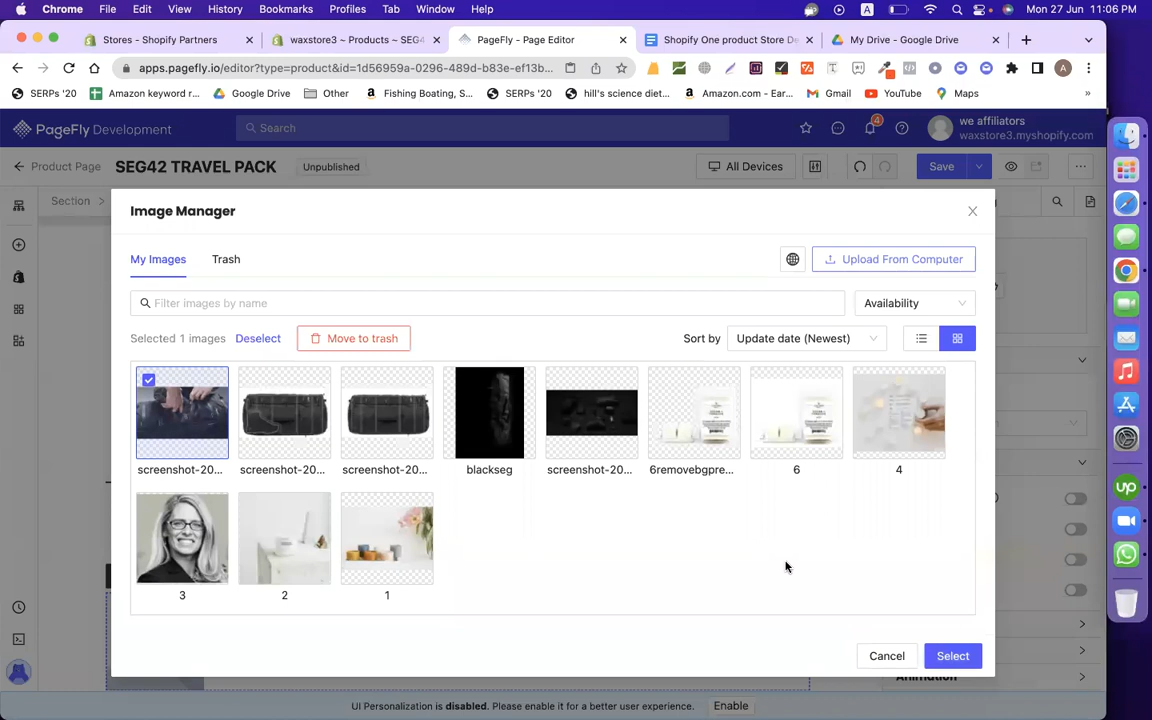 Chrome File Edit View History Bookmarks Profiles Tab Window Help A Mon 27 Jun 11:06 PM
Stores - Shopify Partners waxstore3 ~ Products ~ SEG4 PageFly - Page Editor Shopify One product Store De My Drive - Google Drive
apps.pagefly.io/editor?type=product&id=1d56959a-0296-489d-b83e-ef13b... A
SERPs '20 Amazon keyword r... Google Drive Other Fishing Boating, S... SERPs '20 hill's science diet... Amazon.com - Ear... Gmail YouTube Maps »
PageFly Development Search 4 we affiliators
waxstore3.myshopify.com
Product Page SEG42 TRAVEL PACK Unpublished All Devices Save
Section >
Image Manager
My Images Trash Upload From Computer
Filter images by name Availability
Selected 1 images Deselect Move to trash Sort by Update date (Newest)
screenshot-20... screenshot-20... screenshot-20... blackseg screenshot-20... 6removebgpre... 6 4
3 2 1
Cancel Select
Animation
UI Personalization is disabled. Please enable it for a better user experience. Enable
up